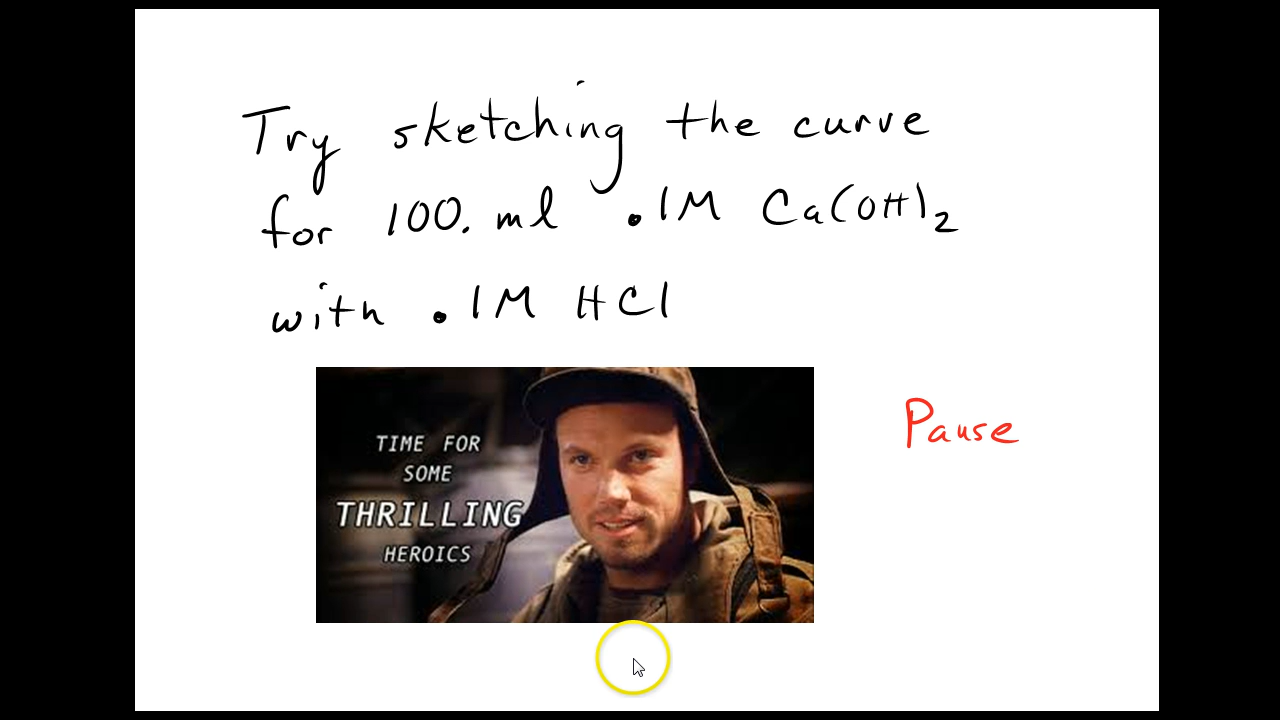 Try sketching the curve
for 100. ml .1M Ca(OH)2
with .1M HCl
TIME FOR
SOME
THRILLING
HEROICS
Pause